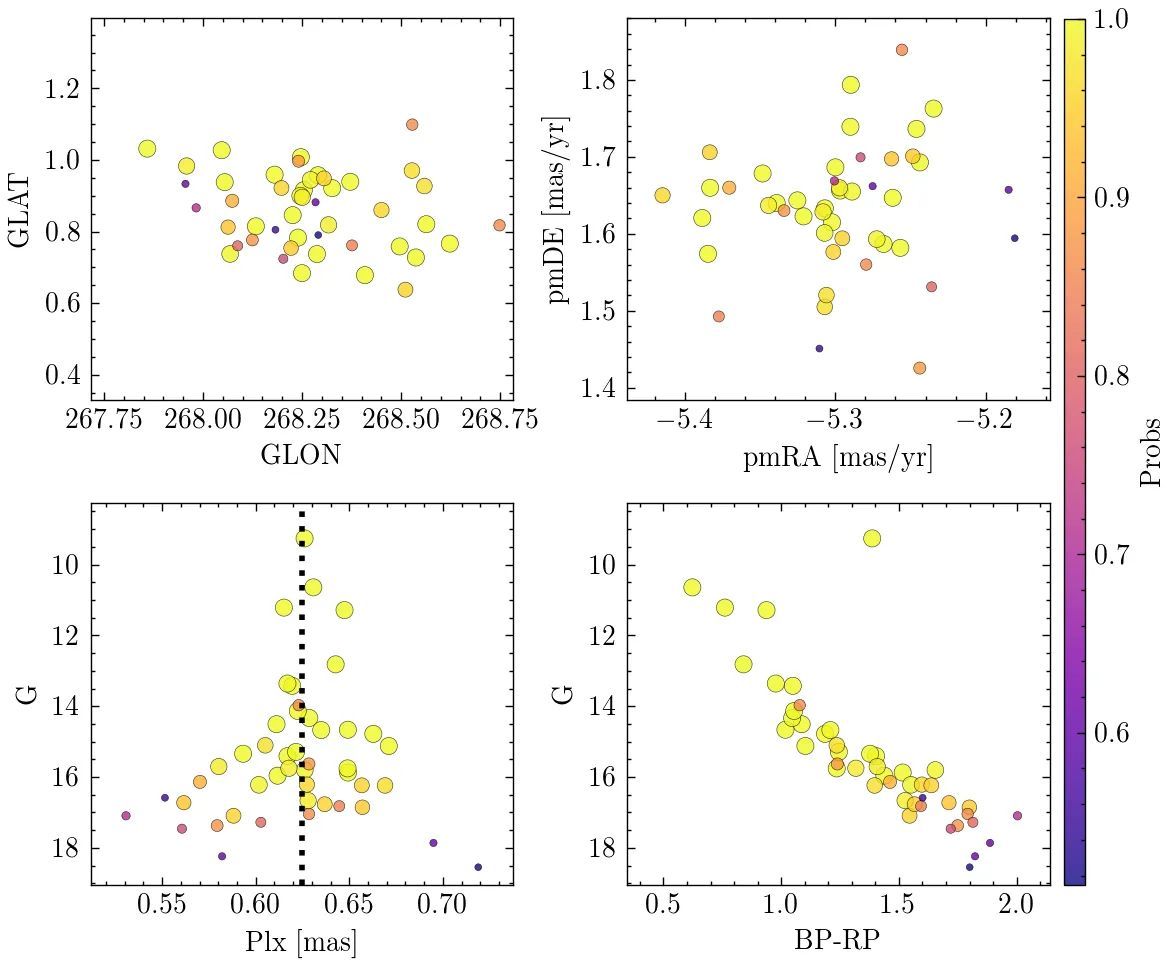 1.2
1.0
0.8
0.6
0.4
GLAT
267.75 268.00 268.25 268.50 268.75
GLON
1.8
1.7
1.6
1.5
1.4
pmDE [mas/yr]
−5.4 −5.3 −5.2
pmRA [mas/yr]
10
12
14
16
18
G
0.55 0.60 0.65 0.70
Plx [mas]
10
12
14
16
18
G
0.5 1.0 1.5 2.0
BP-RP
1.0
0.9
0.8
0.7
0.6
Probs